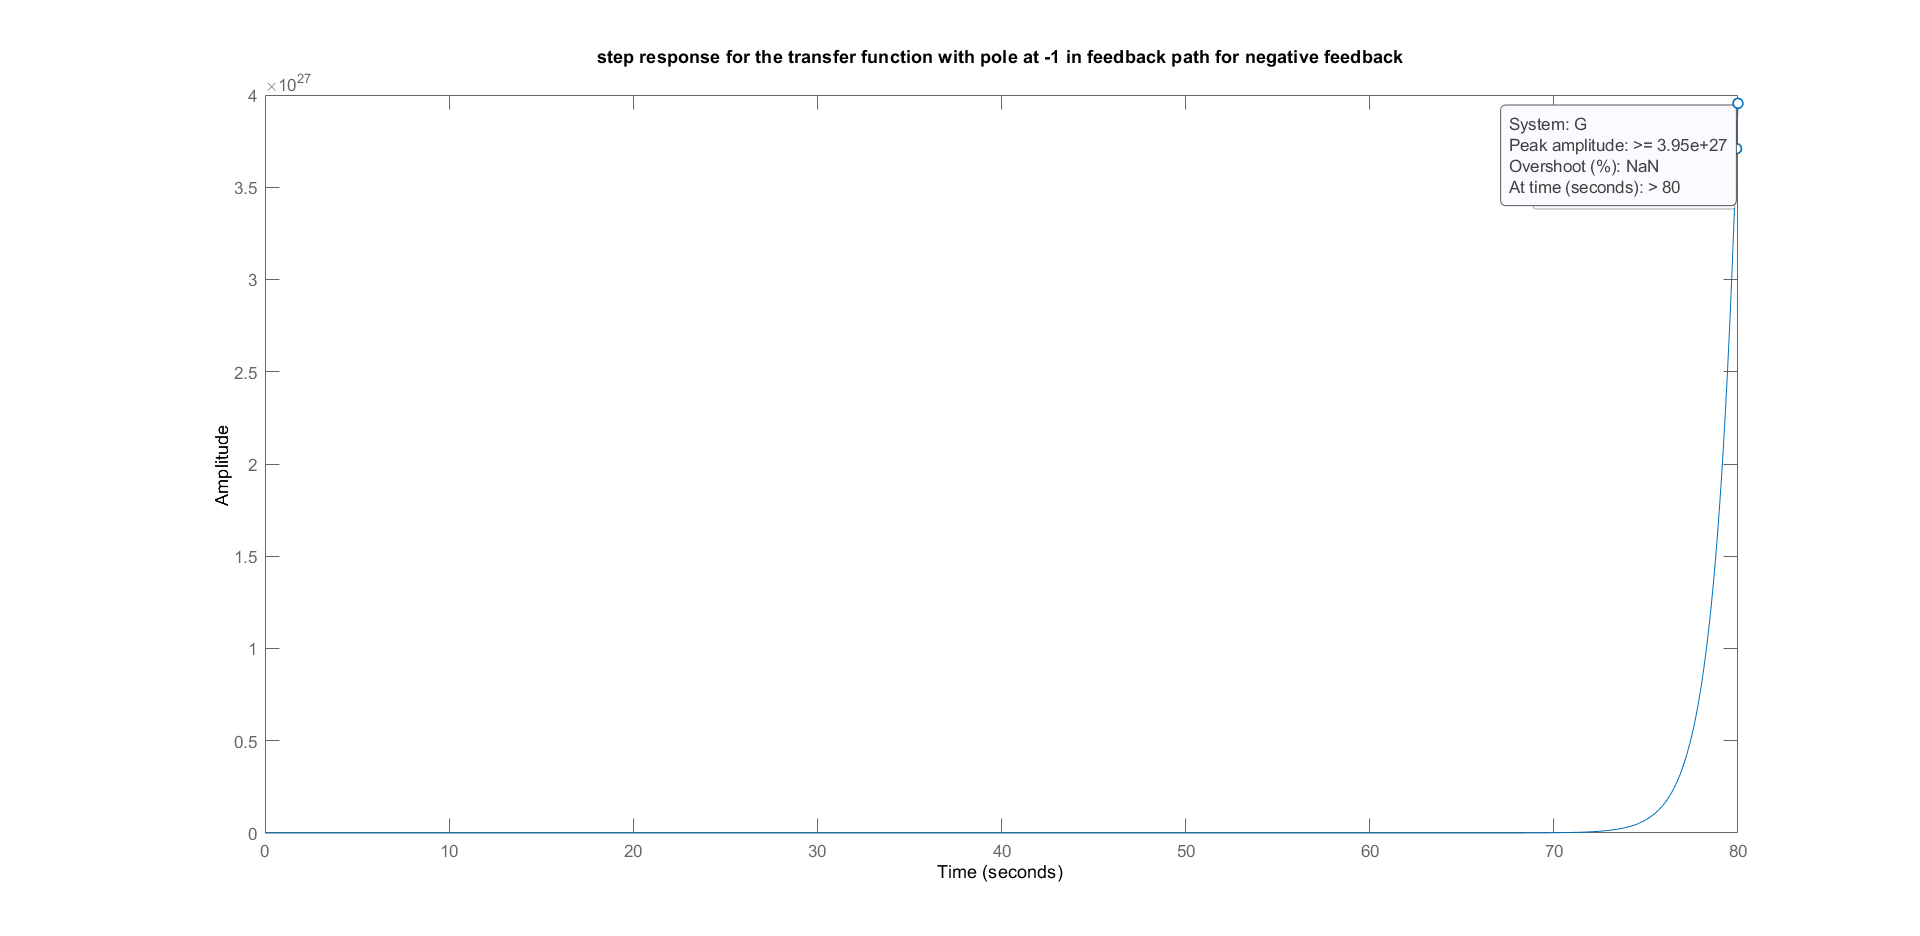 step response for the transfer function with pole at -1 in feedback path for negative feedback
×10^27
4
3.5
3
2.5
2
1.5
1
0.5
0
Amplitude
System: G
Peak amplitude: >= 3.95e+27
Overshoot (%): NaN
At time (seconds): > 80
0 10 20 30 40 50 60 70 80
Time (seconds)